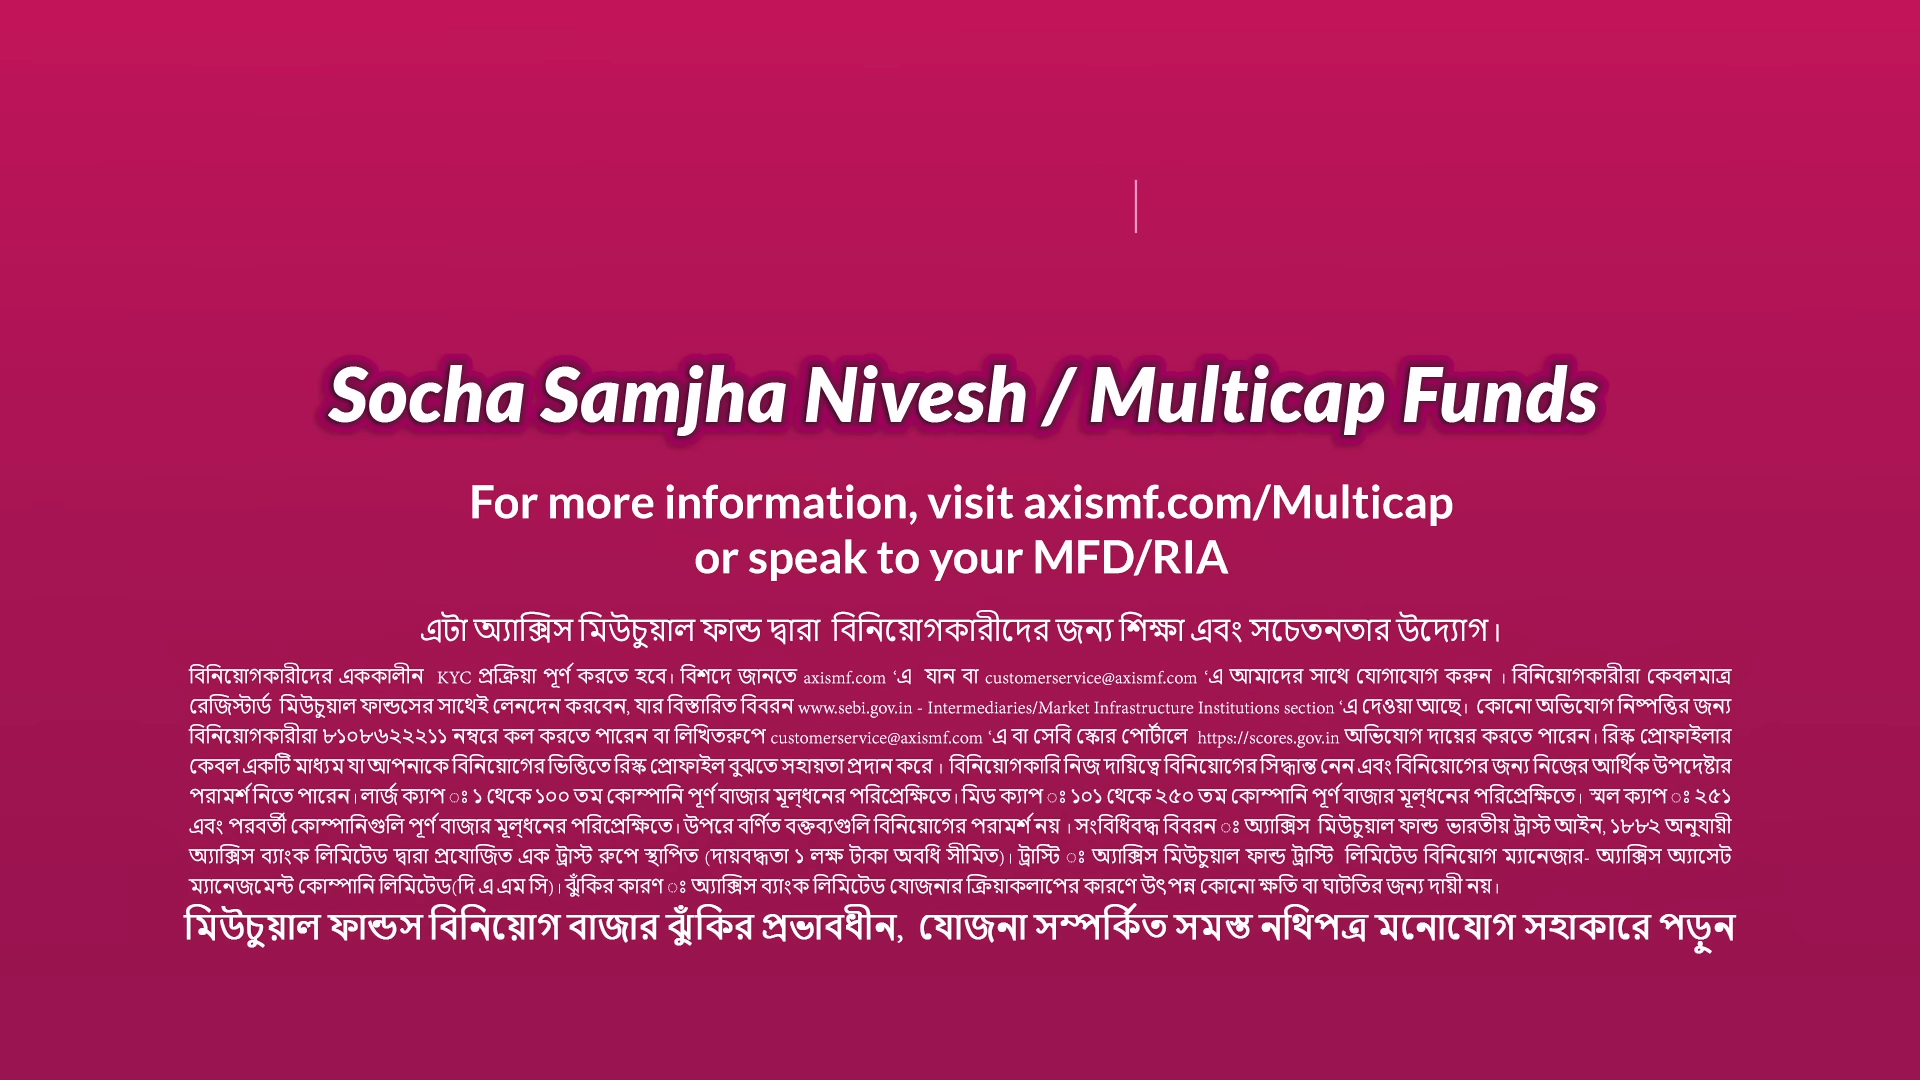 Socha Samjha Nivesh / Multicap Funds
For more information, visit axismf.com/Multicap
or speak to your MFD/RIA
এটা অ্যাক্সিস মিউচুয়াল ফান্ড দ্বারা বিনিয়োগকারীদের জন্য শিক্ষা এবং সচেতনতার উদ্যোগ।
বিনিয়োগকারীদের এককালীন KYC প্রক্রিয়া পূর্ণ করতে হবে। বিশদে জানতে axismf.com ‘এ যান বা customerservice@axismf.com ‘এ আমাদের সাথে যোগাযোগ করুন । বিনিয়োগকারীরা কেবলমাত্র
রেজিস্টার্ড মিউচুয়াল ফান্ডসের সাথেই লেনদেন করবেন, যার বিস্তারিত বিবরন www.sebi.gov.in - Intermediaries/Market Infrastructure Institutions section ‘এ দেওয়া আছে। কোনো অভিযোগ নিষ্পত্তির জন্য
বিনিয়োগকারীরা ৮১০৮৬২২২১১ নম্বরে কল করতে পারেন বা লিখিতরুপে customerservice@axismf.com ‘এ বা সেবি স্কোর পোর্টালে https://scores.gov.in অভিযোগ দায়ের করতে পারেন। রিস্ক প্রোফাইলার
কেবল একটি মাধ্যম যা আপনাকে বিনিয়োগের ভিত্তিতে রিস্ক প্রোফাইল বুঝতে সহায়তা প্রদান করে । বিনিয়োগকারি নিজ দায়িত্বে বিনিয়োগের সিদ্ধান্ত নেন এবং বিনিয়োগের জন্য নিজের আর্থিক উপদেষ্টার
পরামর্শ নিতে পারেন। লার্জ ক্যাপ ঃ ১ থেকে ১০০ তম কোম্পানি পূর্ণ বাজার মূল্ধনের পরিপ্রেক্ষিতে। মিড ক্যাপ ঃ ১০১ থেকে ২৫০ তম কোম্পানি পূর্ণ বাজার মূল্ধনের পরিপ্রেক্ষিতে। স্মল ক্যাপ ঃ ২৫১
এবং পরবর্তী কোম্পানিগুলি পূর্ণ বাজার মূল্ধনের পরিপ্রেক্ষিতে। উপরে বর্ণিত বক্তব্যগুলি বিনিয়োগের পরামর্শ নয় । সংবিধিবদ্ধ বিবরন ঃ অ্যাক্সিস মিউচুয়াল ফান্ড ভারতীয় ট্রাস্ট আইন, ১৮৮২ অনুযায়ী
অ্যাক্সিস ব্যাংক লিমিটেড দ্বারা প্রযোজিত এক ট্রাস্ট রুপে স্থাপিত (দায়বদ্ধতা ১ লক্ষ টাকা অবধি সীমিত)। ট্রাস্টি ঃ অ্যাক্সিস মিউচুয়াল ফান্ড ট্রাস্টি লিমিটেড বিনিয়োগ ম্যানেজার- অ্যাক্সিস অ্যাসেট
ম্যানেজমেন্ট কোম্পানি লিমিটেড(দি এ এম সি)। ঝুঁকির কারণ ঃ অ্যাক্সিস ব্যাংক লিমিটেড যোজনার ক্রিয়াকলাপের কারণে উৎপন্ন কোনো ক্ষতি বা ঘাটতির জন্য দায়ী নয়।
মিউচুয়াল ফান্ডস বিনিয়োগ বাজার ঝুঁকির প্রভাবধীন, যোজনা সম্পর্কিত সমস্ত নথিপত্র মনোযোগ সহাকারে পড়ুন